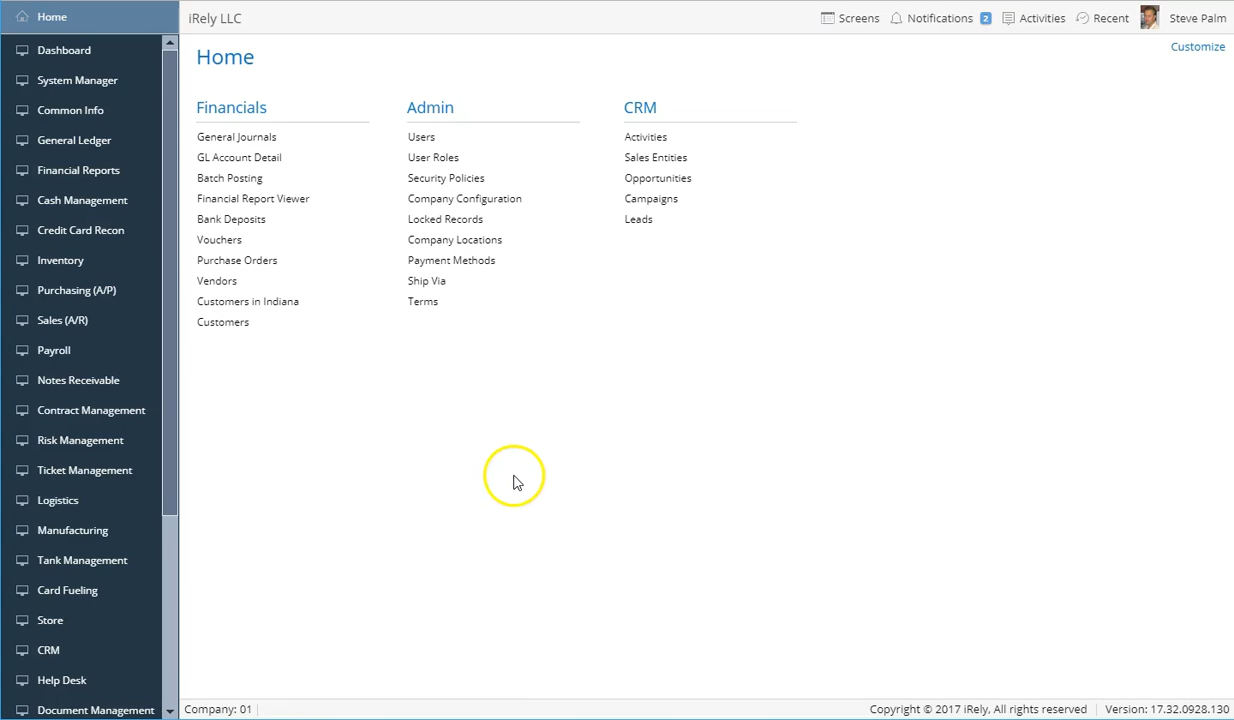 Home
iRely LLC
Screens
Notifications 2
Activities
Recent
Steve Palm
Dashboard
System Manager
Common Info
General Ledger
Financial Reports
Cash Management
Credit Card Recon
Inventory
Purchasing (A/P)
Sales (A/R)
Payroll
Notes Receivable
Contract Management
Risk Management
Ticket Management
Logistics
Manufacturing
Tank Management
Card Fueling
Store
CRM
Help Desk
Document Management
Home
Customize
Financials
General Journals
GL Account Detail
Batch Posting
Financial Report Viewer
Bank Deposits
Vouchers
Purchase Orders
Vendors
Customers in Indiana
Customers
Admin
Users
User Roles
Security Policies
Company Configuration
Locked Records
Company Locations
Payment Methods
Ship Via
Terms
CRM
Activities
Sales Entities
Opportunities
Campaigns
Leads
Company: 01
Copyright © 2017 iRely, All rights reserved
Version: 17.32.0928.130